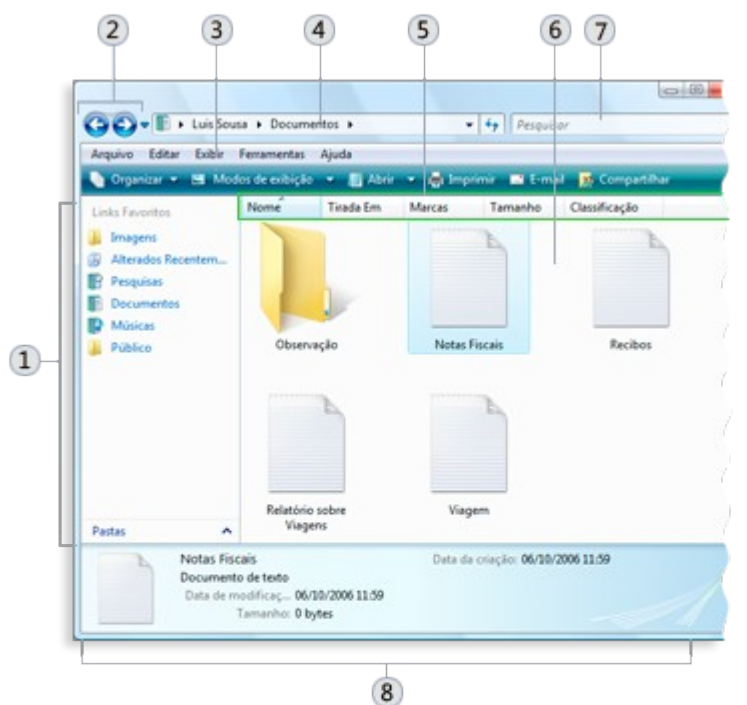 2 3 4 5 6 7
Luis Sousa Documentos Pesquisar
Arquivo Editar Exibir Ferramentas Ajuda
Organizar Modos de exibição Abrir Imprimir E-mail Compartilhar
Links Favoritos Nome Tirada Em Marcas Tamanho Classificação
Imagens
Alterados Recentem...
Pesquisas
Documentos
Músicas
Público
1
Observação Notas Fiscais Recibos
Relatório sobre
Viagens
Viagem
Pastas
Notas Fiscais Data da criação: 06/10/2006 11:59
Documento de texto
Data de modificaç... 06/10/2006 11:59
Tamanho: 0 bytes
8